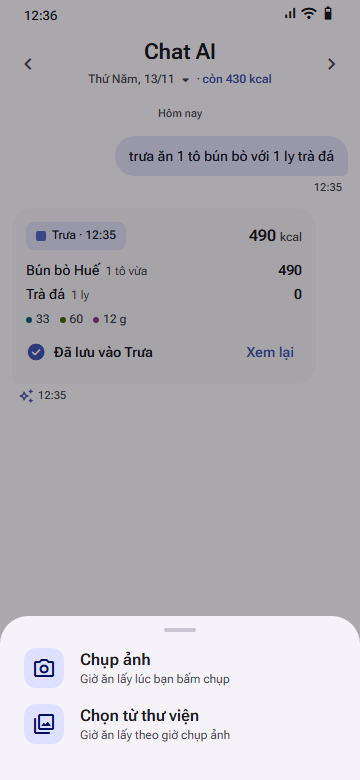 12:36
Chat AI
Thứ Năm, 13/11 · còn 430 kcal
Hôm nay
trưa ăn 1 tô bún bò với 1 ly trà đá
12:35
Trưa · 12:35 490 kcal
Bún bò Huế 1 tô vừa 490
Trà đá 1 ly 0
33 60 12 g
Đã lưu vào Trưa Xem lại
12:35
Chụp ảnh
Giờ ăn lấy lúc bạn bấm chụp
Chọn từ thư viện
Giờ ăn lấy theo giờ chụp ảnh